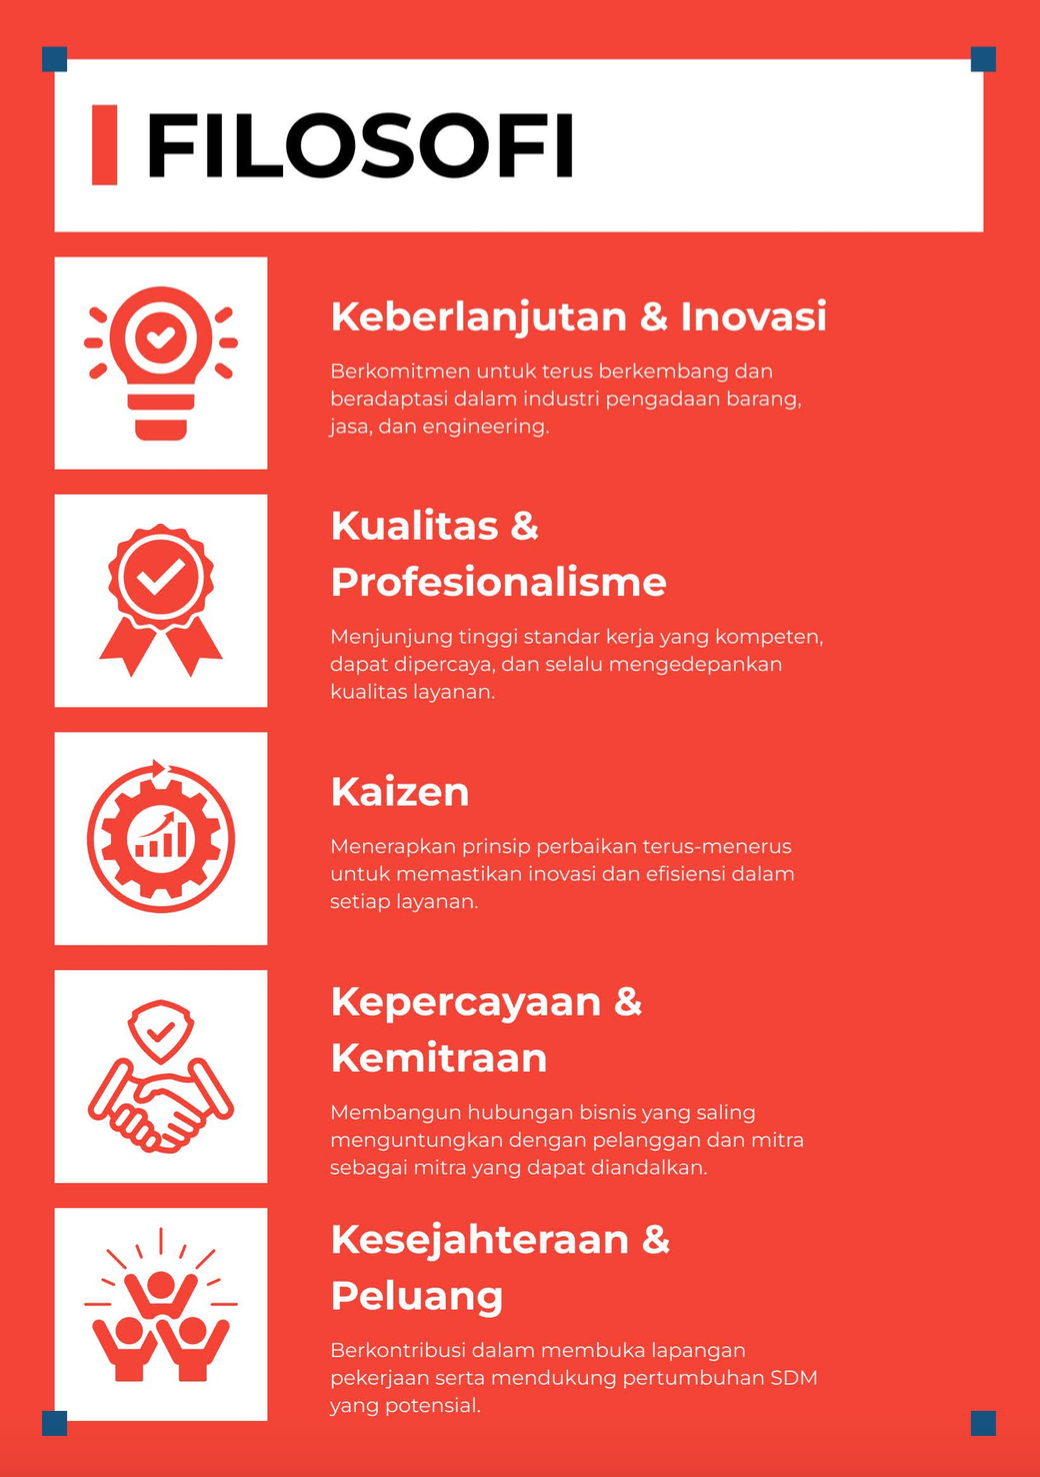 FILOSOFI
Keberlanjutan & Inovasi
Berkomitmen untuk terus berkembang dan
beradaptasi dalam industri pengadaan barang,
jasa, dan engineering.
Kualitas &
Profesionalisme
Menjunjung tinggi standar kerja yang kompeten,
dapat dipercaya, dan selalu mengedepankan
kualitas layanan.
Kaizen
Menerapkan prinsip perbaikan terus-menerus
untuk memastikan inovasi dan efisiensi dalam
setiap layanan.
Kepercayaan &
Kemitraan
Membangun hubungan bisnis yang saling
menguntungkan dengan pelanggan dan mitra
sebagai mitra yang dapat diandalkan.
Kesejahteraan &
Peluang
Berkontribusi dalam membuka lapangan
pekerjaan serta mendukung pertumbuhan SDM
yang potensial.